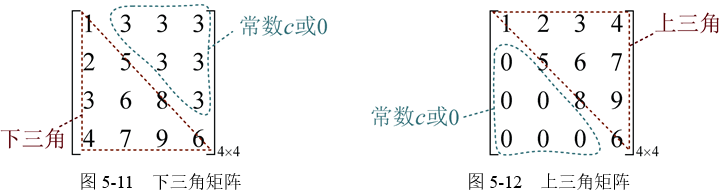 1 3 3 3
2 5 3 3
3 6 8 3
4 7 9 6
4×4
常数c或0
下三角
图 5-11 下三角矩阵
1 2 3 4
0 5 6 7
0 0 8 9
0 0 0 6
4×4
上三角
常数c或0
图 5-12 上三角矩阵